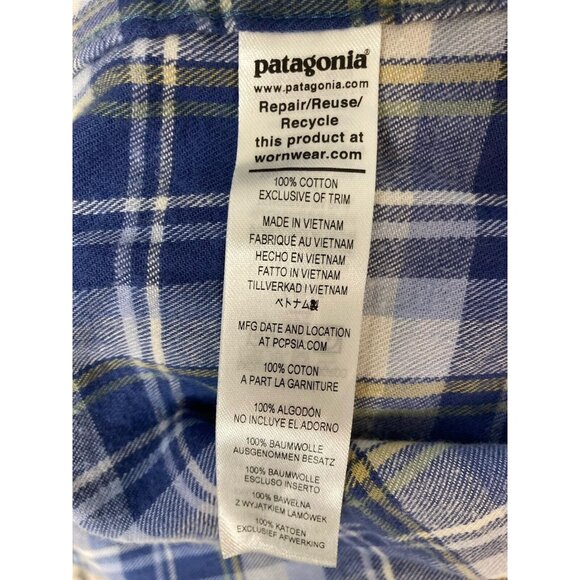 patagonia®
www.patagonia.com
Repair/Reuse/
Recycle
this product at
wornwear.com
100% COTTON
EXCLUSIVE OF TRIM
MADE IN VIETNAM
FABRIQUÉ AU VIETNAM
HECHO EN VIETNAM
FATTO IN VIETNAM
TILLVERKAD I VIETNAM
ベトナム製
MFG DATE AND LOCATION
AT PCPSIA.COM
100% COTON
A PART LA GARNITURE
100% ALGODÓN
NO INCLUYE EL ADORNO
100% BAUMWOLLE
AUSGENOMMEN BESATZ
100% BAUMWOLLE
ESCLUSO INSERTO
100% BAWEŁNA
Z WYJĄTKIEM LAMÓWEK
100% KATOEN
EXCLUSIEF AFWERKING